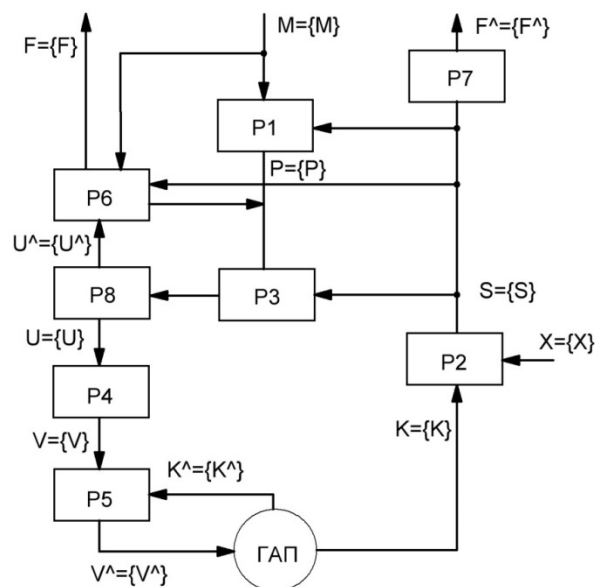 F={F}
M={M}
F^={F^}
P7
P1
P={P}
P6
U^={U^}
P8
P3
S={S}
U={U}
P2
X={X}
P4
V={V}
K^={K^}
K={K}
P5
ГАП
V^={V^}